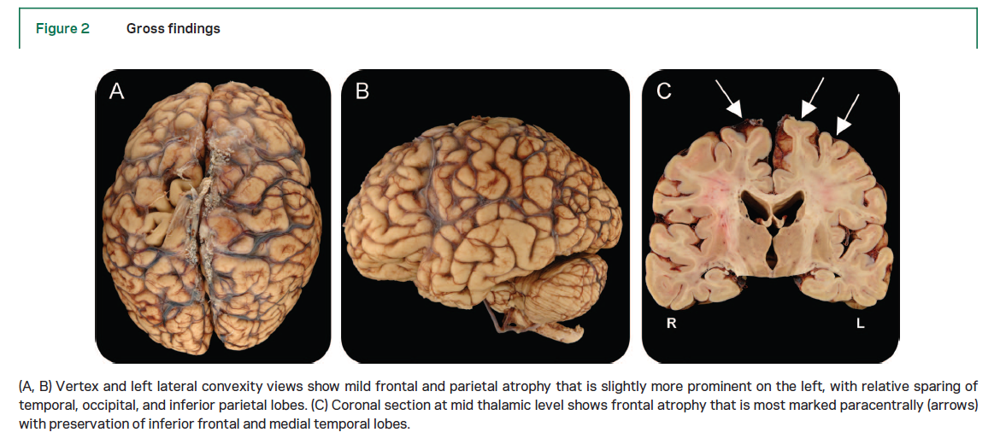 Figure 2 Gross findings
A B C
R L
(A, B) Vertex and left lateral convexity views show mild frontal and parietal atrophy that is slightly more prominent on the left, with relative sparing of
temporal, occipital, and inferior parietal lobes. (C) Coronal section at mid thalamic level shows frontal atrophy that is most marked paracentrally (arrows)
with preservation of inferior frontal and medial temporal lobes.